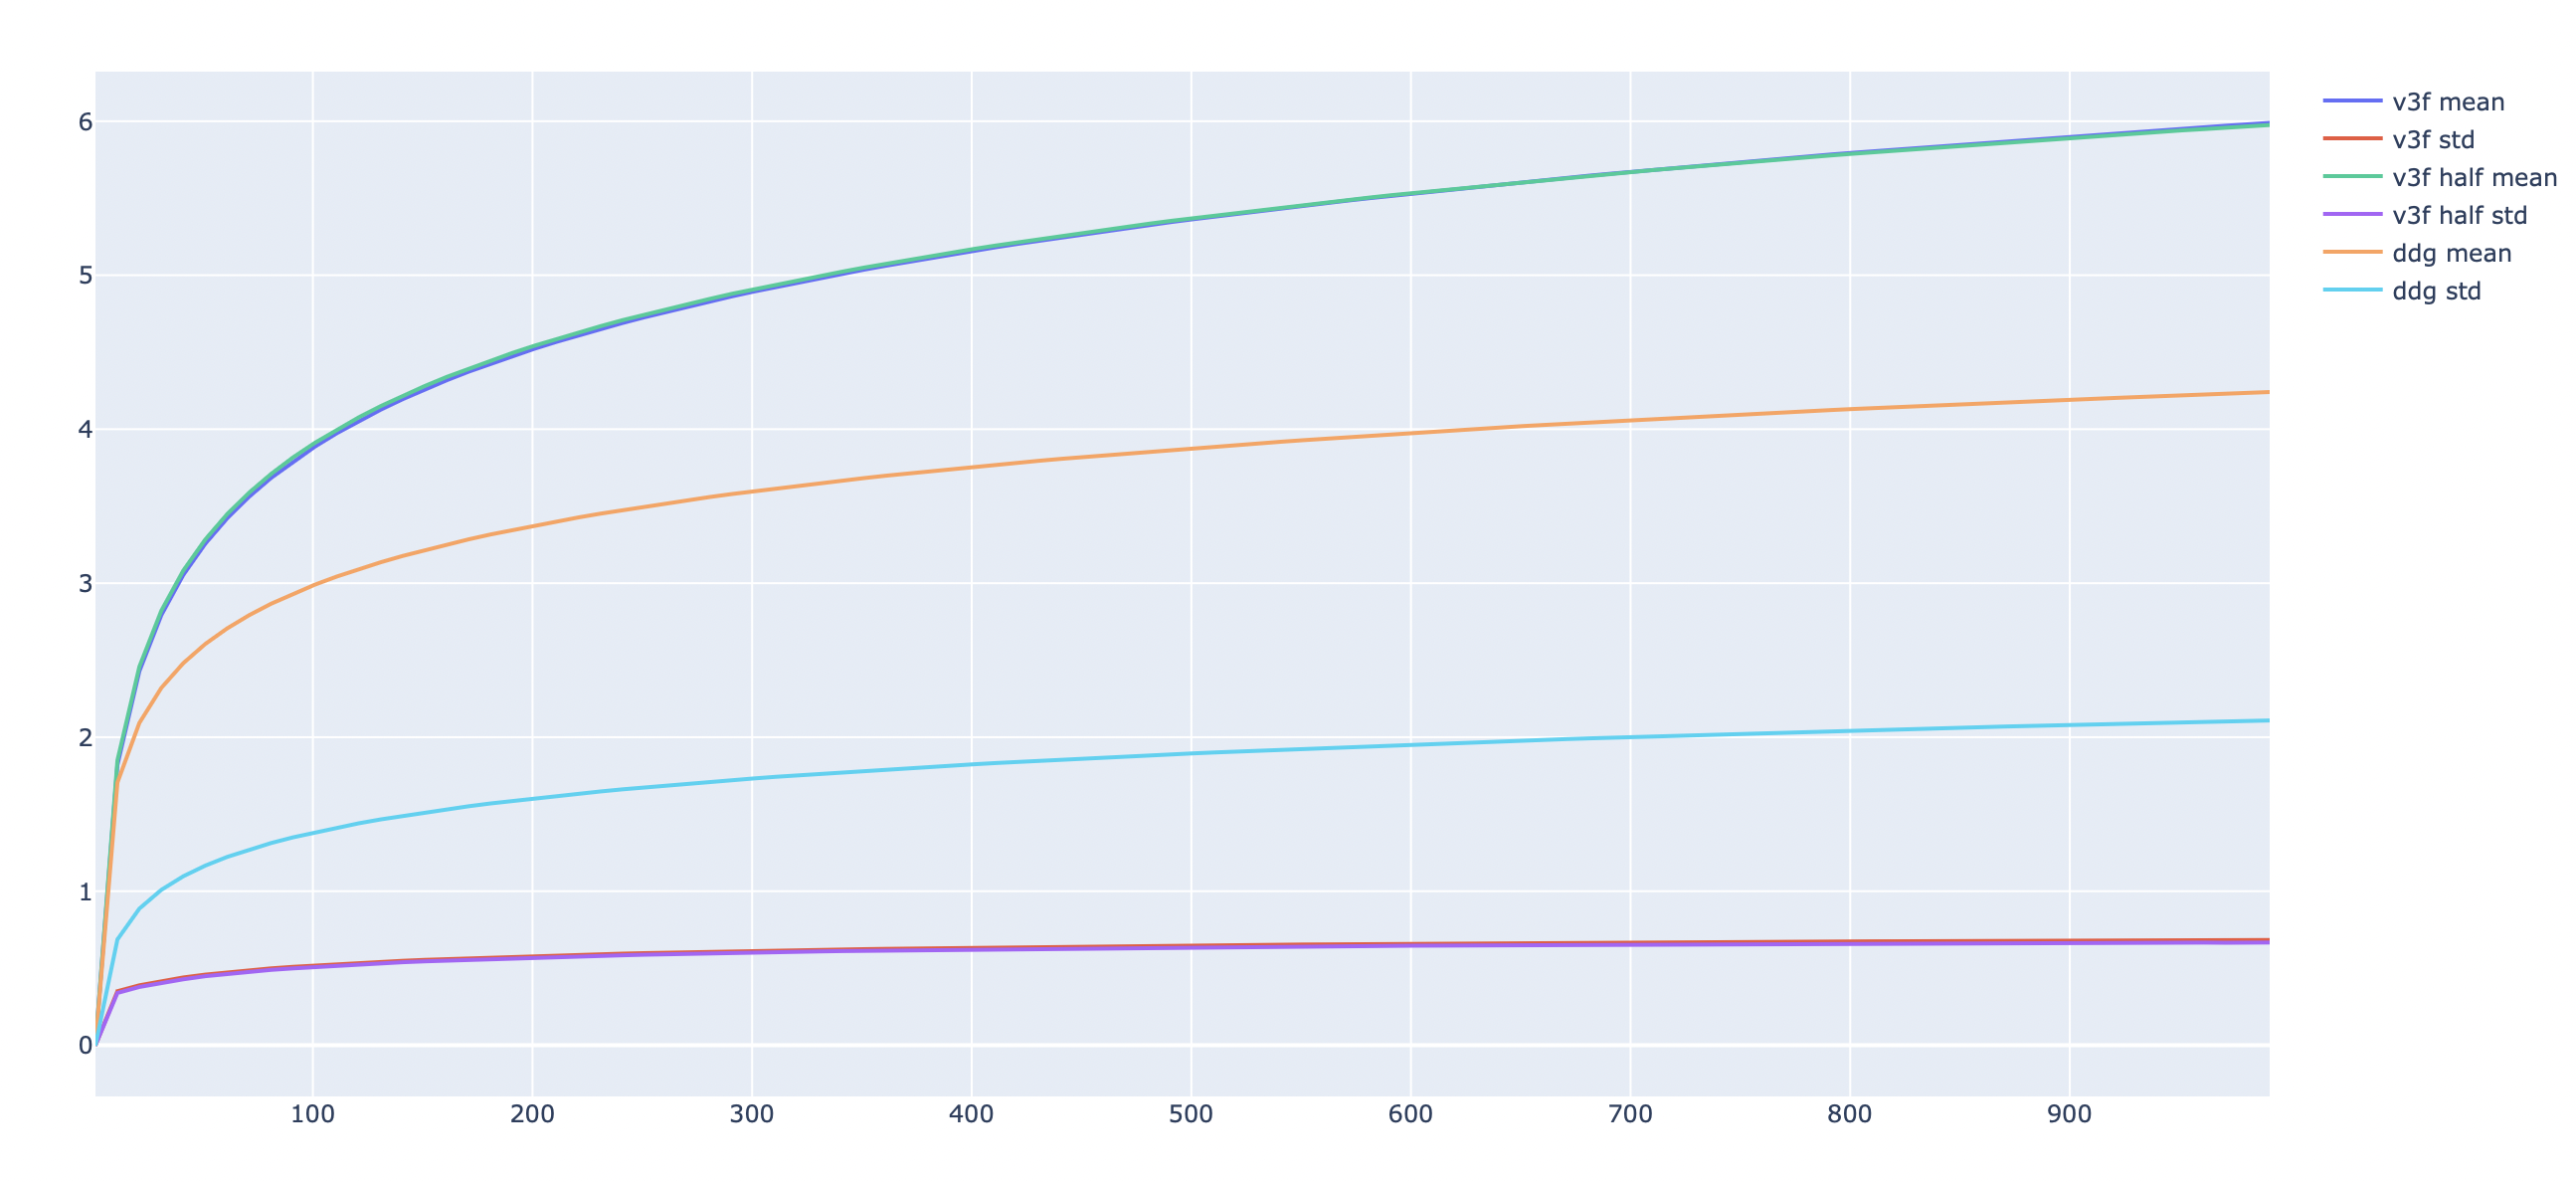 6
5
4
3
2
1
0
100 200 300 400 500 600 700 800 900
v3f mean
v3f std
v3f half mean
v3f half std
ddg mean
ddg std